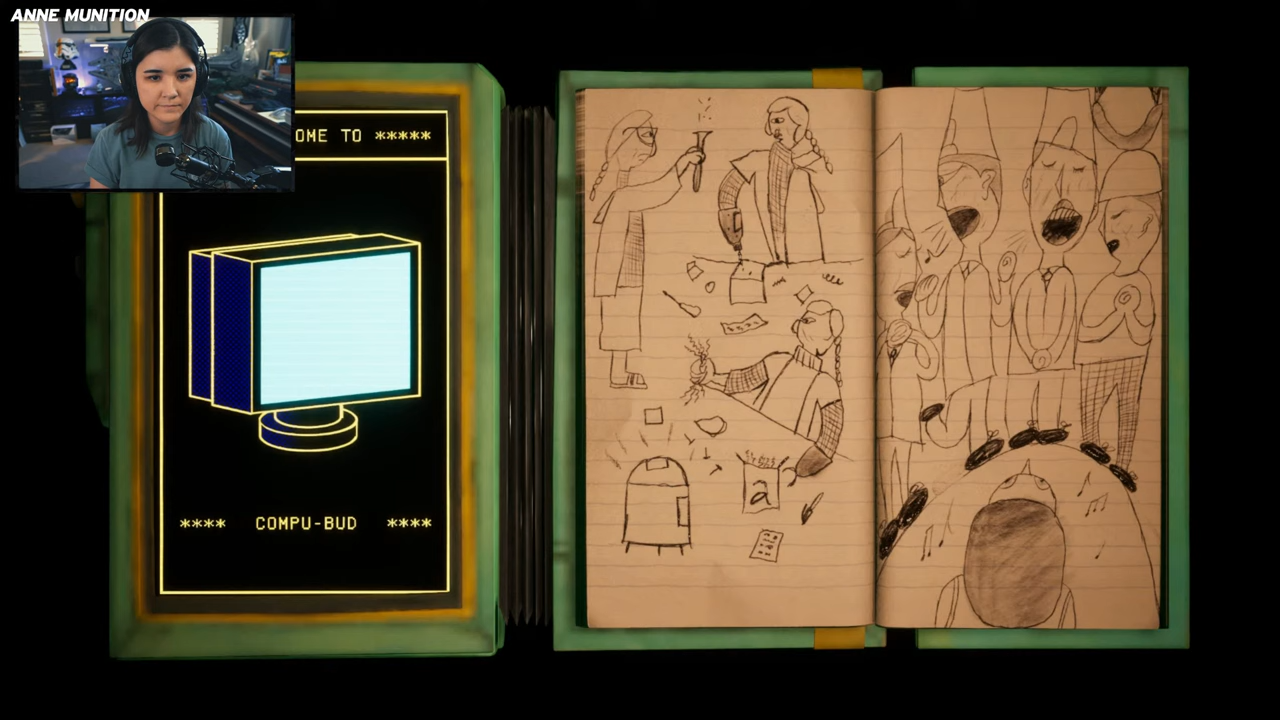 ANNE MUNITION
OME TO *****
**** COMPU-BUD ****
a